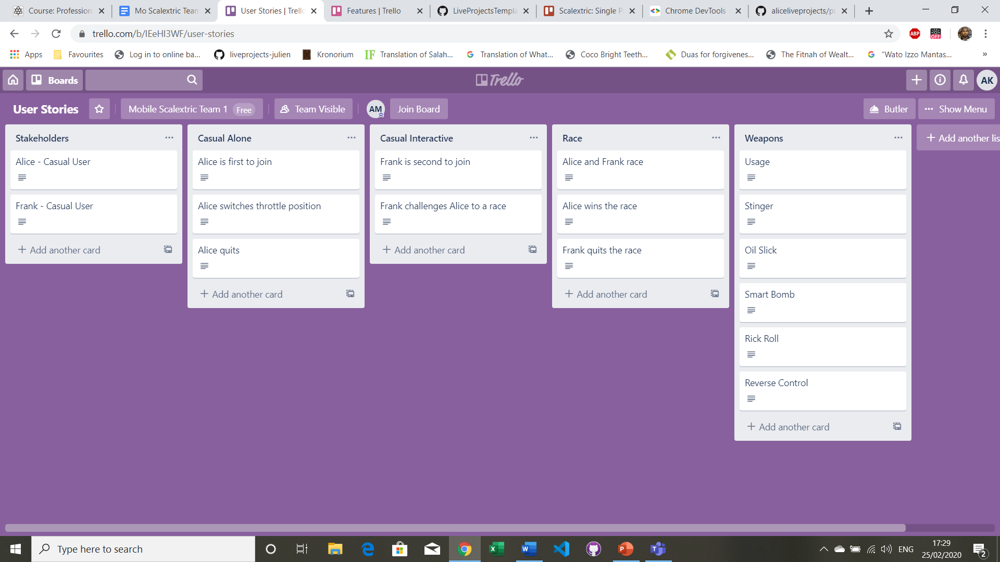 Course: Profession
Mo Scalextric Team
User Stories | Trello
Features | Trello
LiveProjectsTempla
Scalextric: Single P
Chrome DevTools
aliceliveprojects/pi
trello.com/b/IEeHI3WF/user-stories
ABP
OFF
Apps
Favourites
Log in to online ba...
liveprojects-julien
Kronorium
IF
Translation of Salah...
Translation of What...
Coco Bright Teeth...
Duas for forgivenes...
The Fitnah of Wealt...
“Wato Izzo Mantas...
»
Boards
Trello
AK
User Stories
Mobile Scalextric Team 1 Free
Team Visible
AM
Join Board
Butler
Show Menu
Stakeholders
Alice - Casual User
Frank - Casual User
+ Add another card
Casual Alone
Alice is first to join
Alice switches throttle position
Alice quits
+ Add another card
Casual Interactive
Frank is second to join
Frank challenges Alice to a race
+ Add another card
Race
Alice and Frank race
Alice wins the race
Frank quits the race
+ Add another card
Weapons
Usage
Stinger
Oil Slick
Smart Bomb
Rick Roll
Reverse Control
+ Add another card
+ Add another lis
Type here to search
ENG
17:29
25/02/2020
2